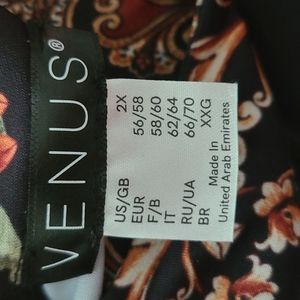 VENUS®
US/GB 2X
EUR 56/58
F/B 58/60
IT 62/64
RU/UA 66/70
BR XXG
Made In
United Arab Emirates